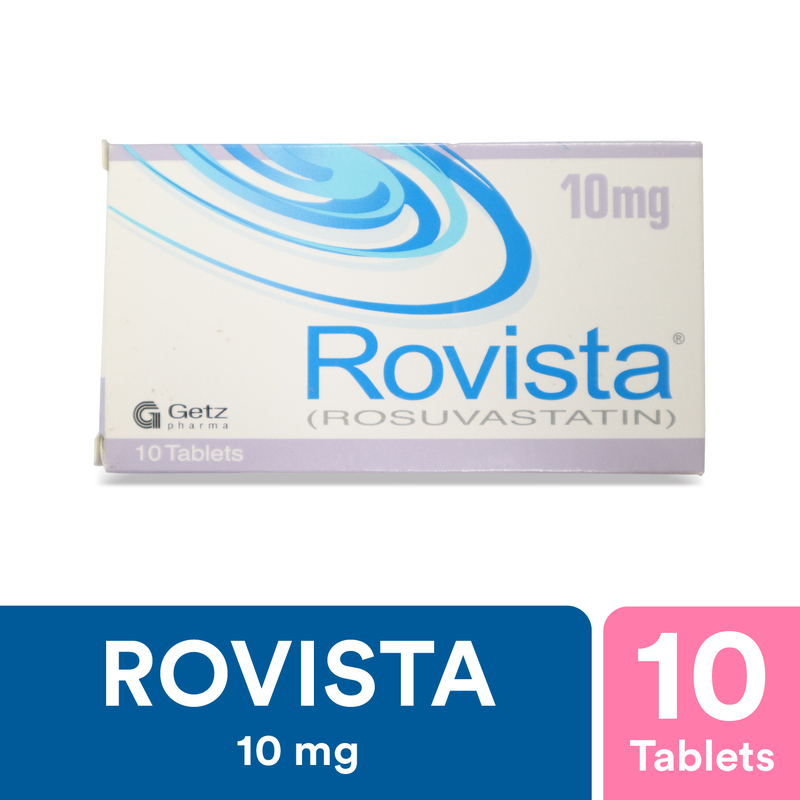 10mg
Rovista®
(ROSUVASTATIN)
Getz
pharma
10 Tablets
ROVISTA
10 mg
10
Tablets